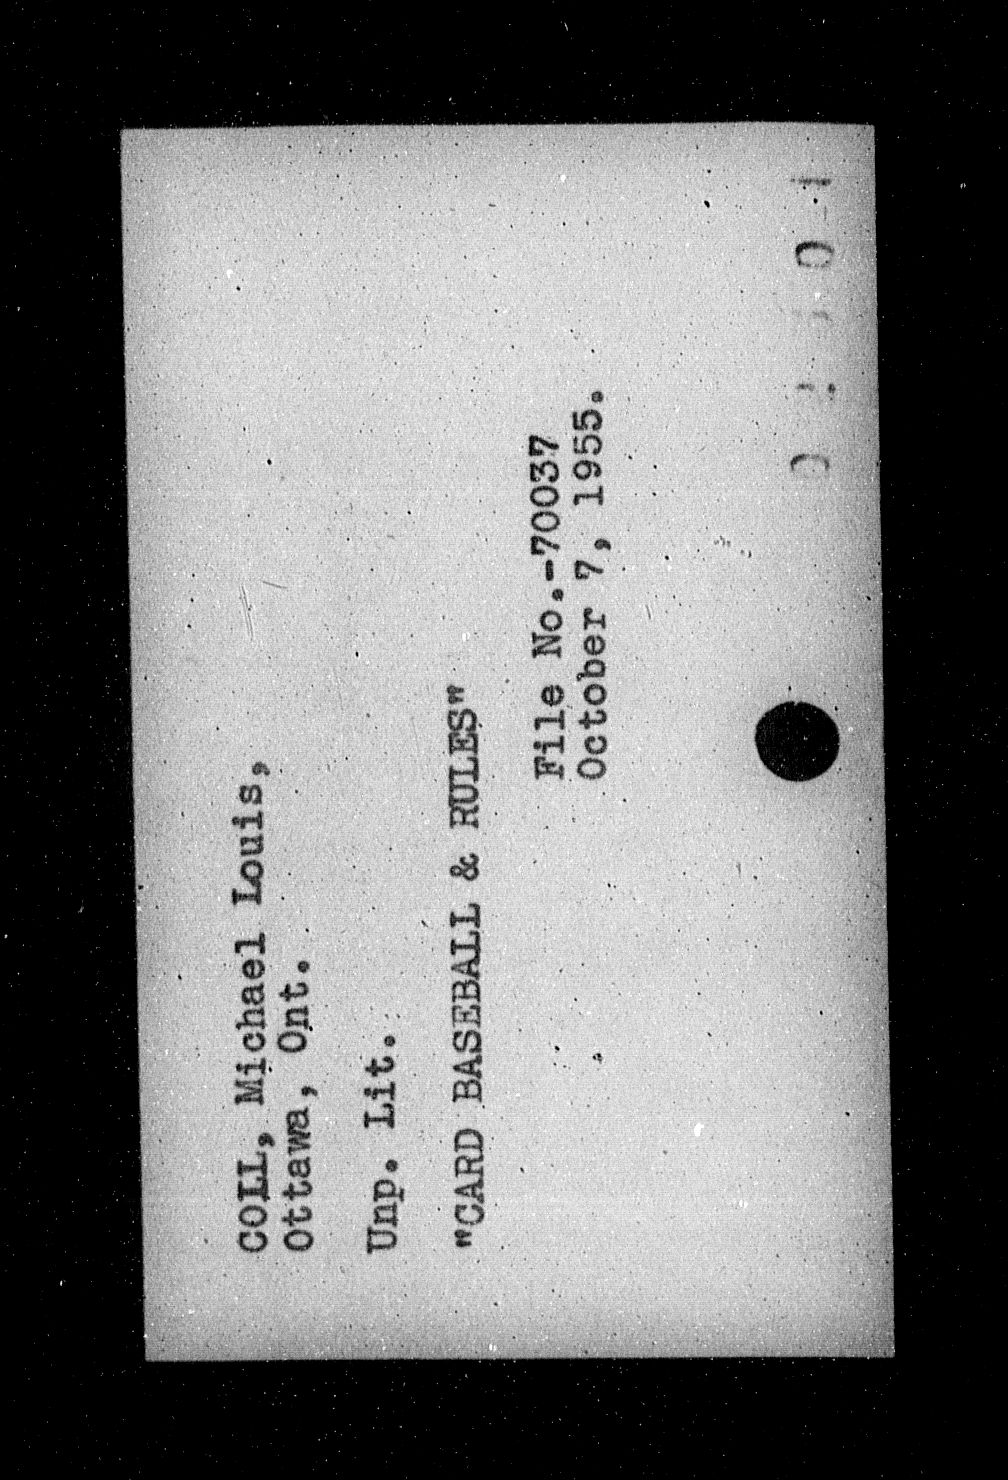 COLL, Michael Louis,
Ottawa, Ont.
Unp. Lit.
"CARD BASEBALL & RULES"
File No.-70037
October 7, 1955.